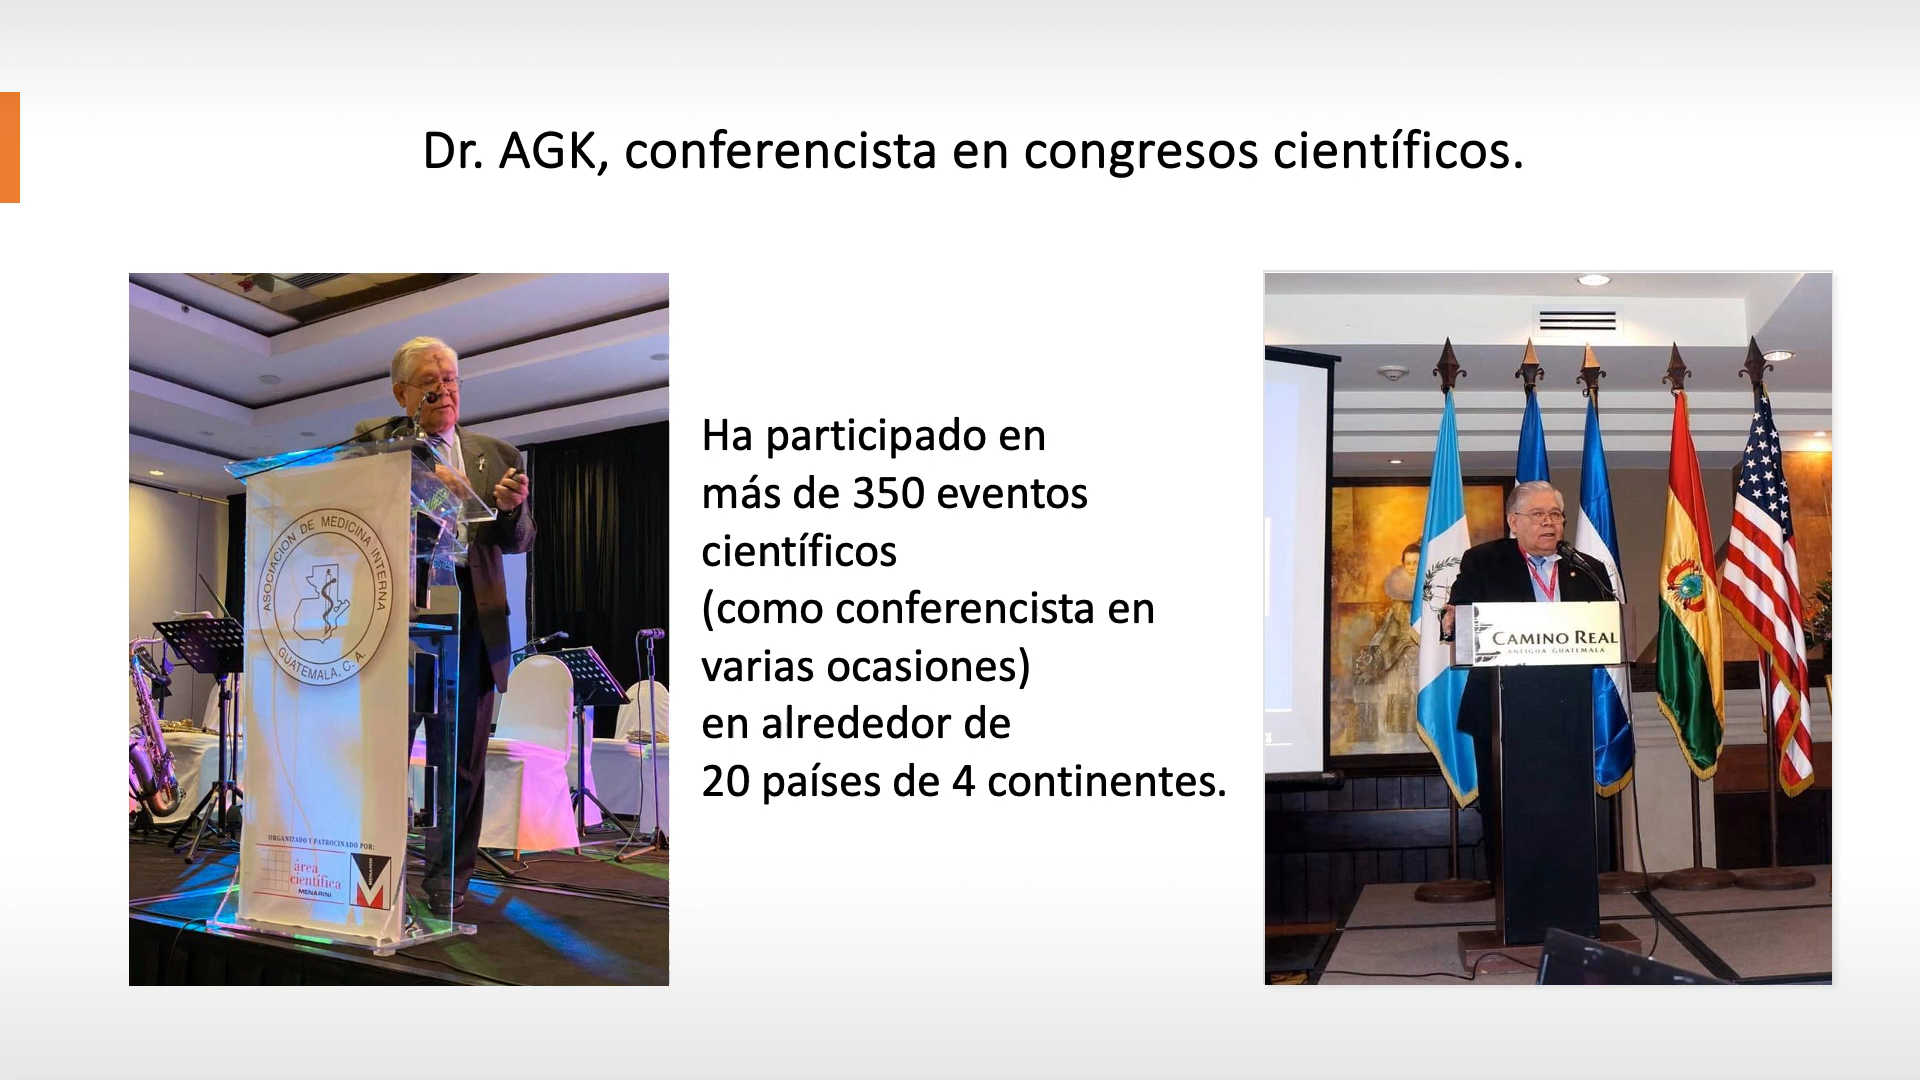 Dr. AGK, conferencista en congresos científicos.
Ha participado en
más de 350 eventos
científicos
(como conferencista en
varias ocasiones)
en alrededor de
20 países de 4 continentes.
ASOCIACION DE MEDICINA INTERNA
GUATEMALA, C. A.
ORGANIZADO Y PATROCINADO POR:
área
científica
MENARINI
MENARINI
CAMINO REAL
ANTIGUA GUATEMALA